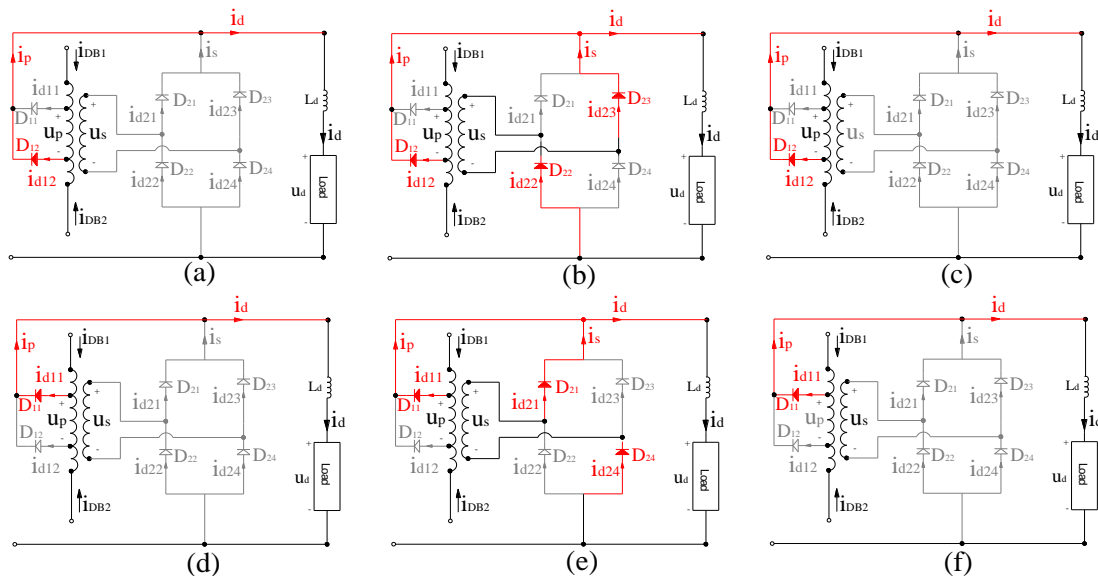 id
ip
iDB1
is
id11
D11
up
us
D12
id12
iDB2
D21
D23
id21
id23
D22
D24
id22
id24
Ld
id
ud
Load
+
-
+
-
+
-
(a)
id
ip
iDB1
is
id11
D11
up
us
D12
id12
iDB2
D21
D23
id21
id23
D22
D24
id22
id24
Ld
id
ud
Load
+
-
+
-
+
-
(b)
id
ip
iDB1
is
id11
D11
up
us
D12
id12
iDB2
D21
D23
id21
id23
D22
D24
id22
id24
Ld
id
ud
Load
+
-
+
-
+
-
(c)
id
ip
iDB1
is
id11
D11
up
us
D12
id12
iDB2
D21
D23
id21
id23
D22
D24
id22
id24
Ld
id
ud
Load
+
-
+
-
+
-
(d)
id
ip
iDB1
is
id11
D11
up
us
D12
id12
iDB2
D21
D23
id21
id23
D22
D24
id22
id24
Ld
id
ud
Load
+
-
+
-
+
-
(e)
id
ip
iDB1
is
id11
D11
up
us
D12
id12
iDB2
D21
D23
id21
id23
D22
D24
id22
id24
Ld
id
ud
Load
+
-
+
-
+
-
(f)